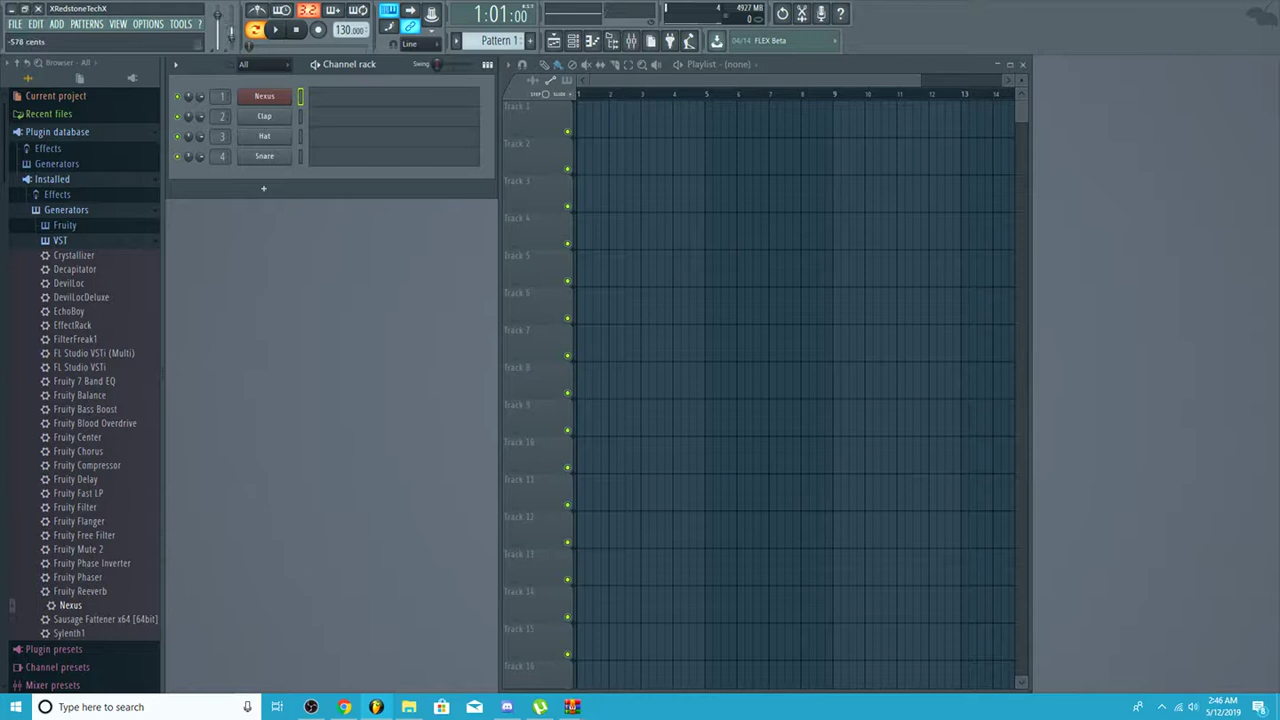 XRedstoneTechX
FILE EDIT ADD PATTERNS VIEW OPTIONS TOOLS ?
-578 cents
3.2
130.000
Line
1:01:00
Pattern 1
4
4927 MB
0
04/14 FLEX Beta
Browser - All
All
Channel rack
Swing
Playlist - (none)
STEP SLIDE
Current project
Recent files
Plugin database
Effects
Generators
Installed
Effects
Generators
Fruity
VST
Crystallizer
Decapitator
DevilLoc
DevilLocDeluxe
EchoBoy
EffectRack
FilterFreak1
FL Studio VSTi (Multi)
FL Studio VSTi
Fruity 7 Band EQ
Fruity Balance
Fruity Bass Boost
Fruity Blood Overdrive
Fruity Center
Fruity Chorus
Fruity Compressor
Fruity Delay
Fruity Fast LP
Fruity Filter
Fruity Flanger
Fruity Free Filter
Fruity Mute 2
Fruity Phase Inverter
Fruity Phaser
Fruity Reeverb
Nexus
Sausage Fattener x64 [64bit]
Sylenth1
Plugin presets
Channel presets
Mixer presets
1 Nexus
2 Clap
3 Hat
4 Snare
+
1 2 3 4 5 6 7 8 9 10 11 12 13 14
Track 1
Track 2
Track 3
Track 4
Track 5
Track 6
Track 7
Track 8
Track 9
Track 10
Track 11
Track 12
Track 13
Track 14
Track 15
Track 16
Type here to search
2:46 AM
5/12/2019